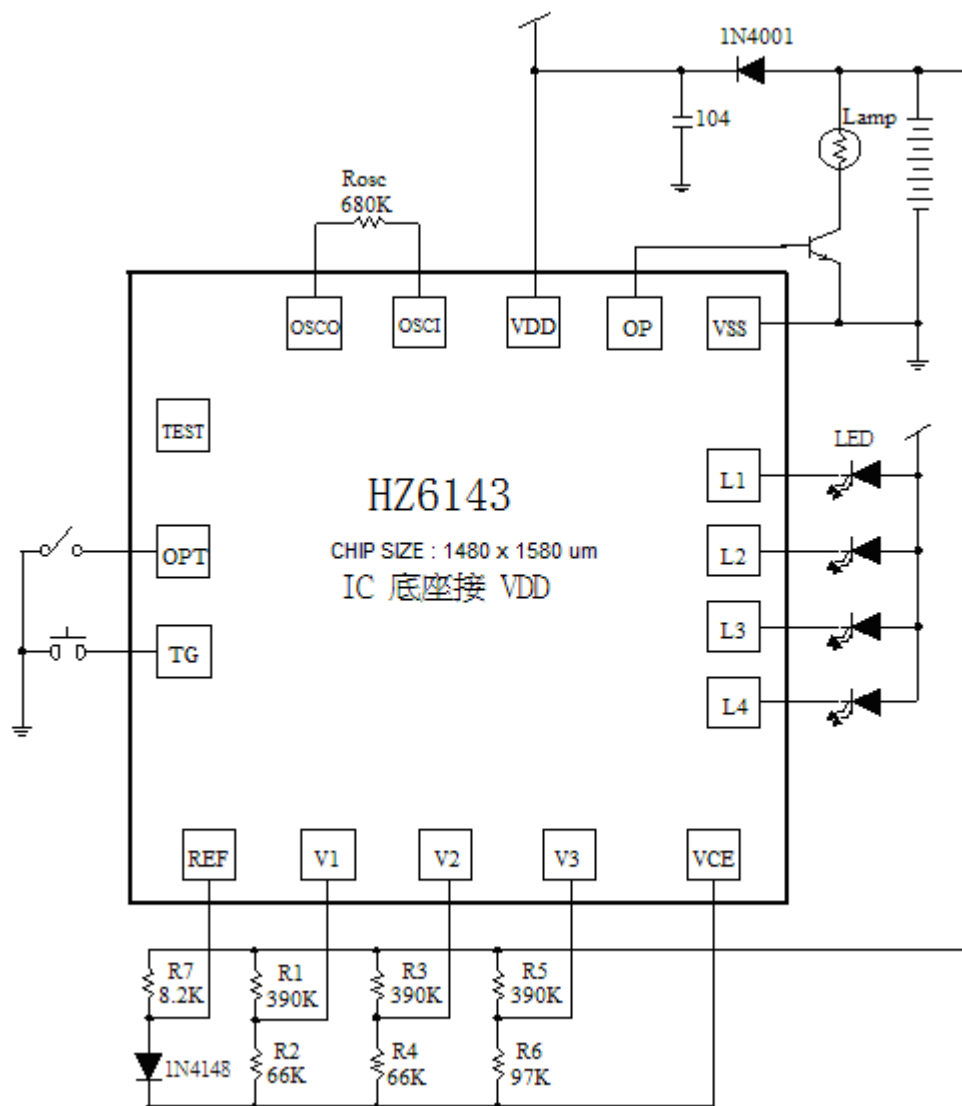 1N4001
104
Lamp
Rosc
680K
OSCO
OSCI
VDD
OP
VSS
TEST
LED
L1
HZ6143
OPT
CHIP SIZE : 1480 x 1580 um
L2
IC 底座接 VDD
L3
TG
L4
REF
V1
V2
V3
VCE
R7
8.2K
R1
390K
R3
390K
R5
390K
1N4148
R2
66K
R4
66K
R6
97K